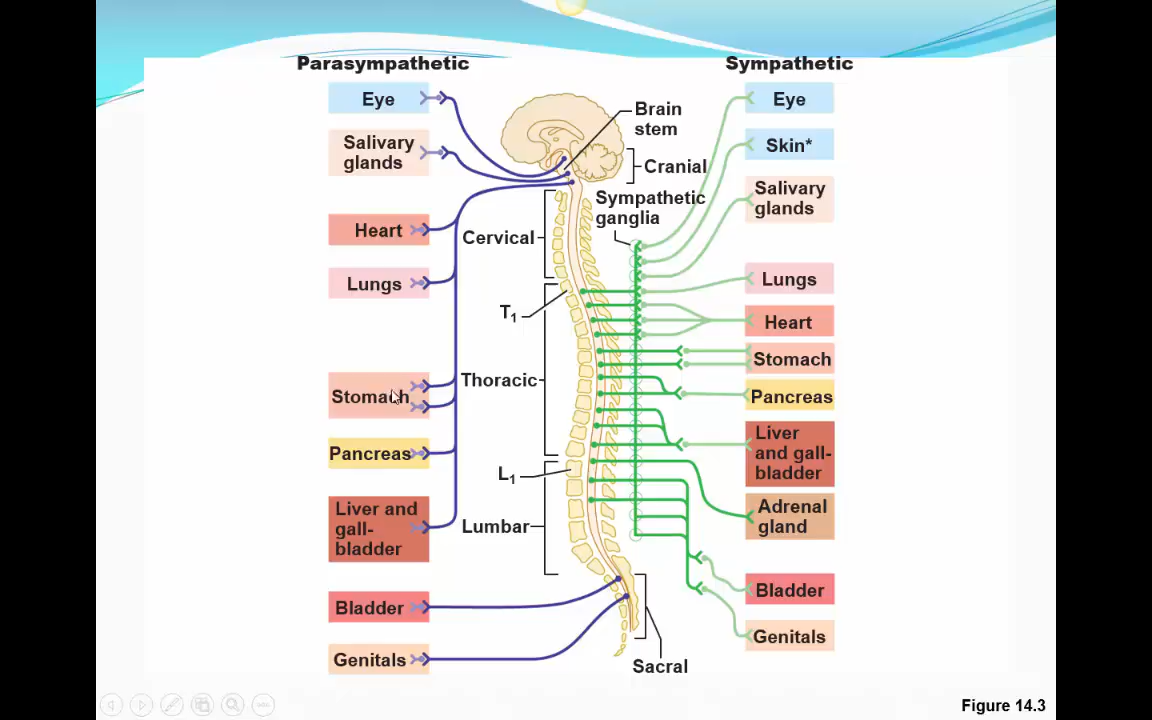 Parasympathetic
Eye
Salivary
glands
Heart
Lungs
Stomach
Pancreas
Liver and
gall-
bladder
Bladder
Genitals
Brain
stem
Cranial
Sympathetic
ganglia
Cervical
T1
Thoracic
L1
Lumbar
Sacral
Sympathetic
Eye
Skin*
Salivary
glands
Lungs
Heart
Stomach
Pancreas
Liver
and gall-
bladder
Adrenal
gland
Bladder
Genitals
Figure 14.3